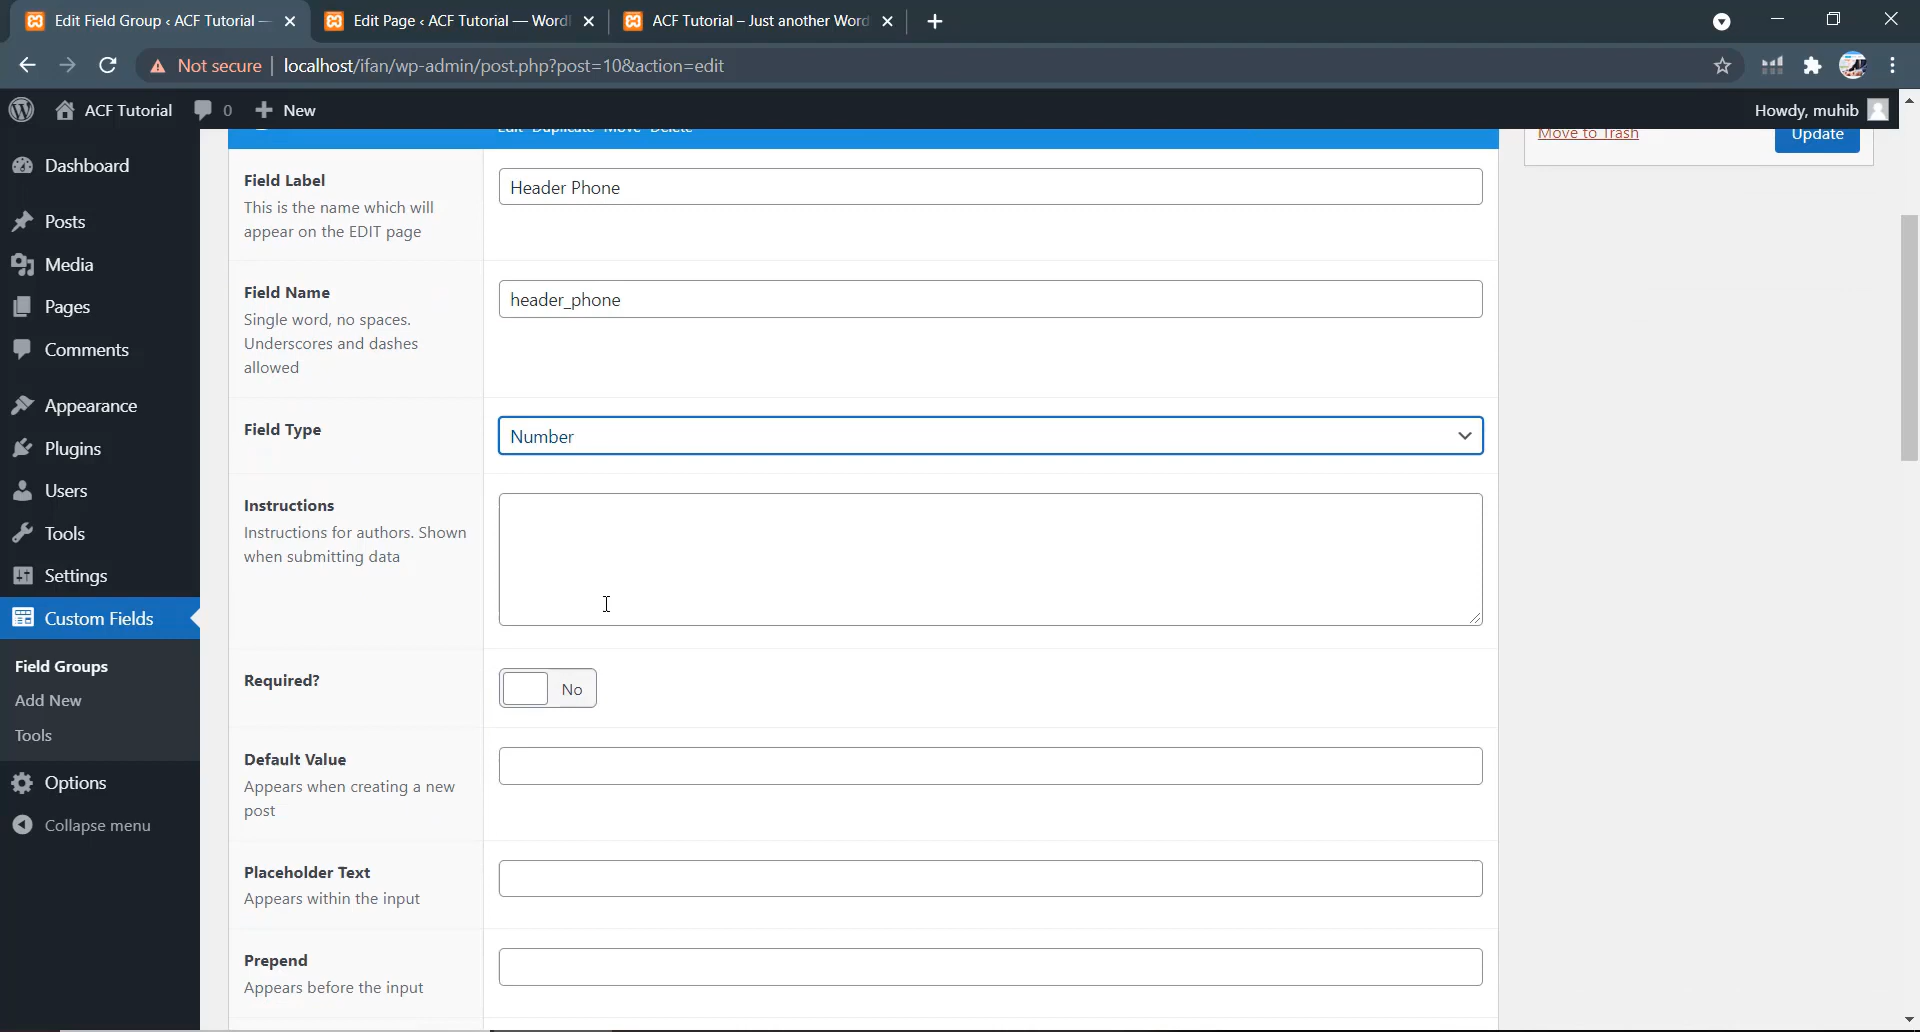 Edit Field Group ‹ ACF Tutorial —
Edit Page ‹ ACF Tutorial — Word
ACF Tutorial – Just another Word
Not secure
localhost/ifan/wp-admin/post.php?post=10&action=edit
ACF Tutorial
0
New
Howdy, muhib
Edit Duplicate Move Delete
Move to Trash
Update
Dashboard
Posts
Media
Pages
Comments
Appearance
Plugins
Users
Tools
Settings
Custom Fields
Field Groups
Add New
Tools
Options
Collapse menu
Field Label
This is the name which will
appear on the EDIT page
Header Phone
Field Name
Single word, no spaces.
Underscores and dashes
allowed
header_phone
Field Type
Number
Instructions
Instructions for authors. Shown
when submitting data
Required?
No
Default Value
Appears when creating a new
post
Placeholder Text
Appears within the input
Prepend
Appears before the input